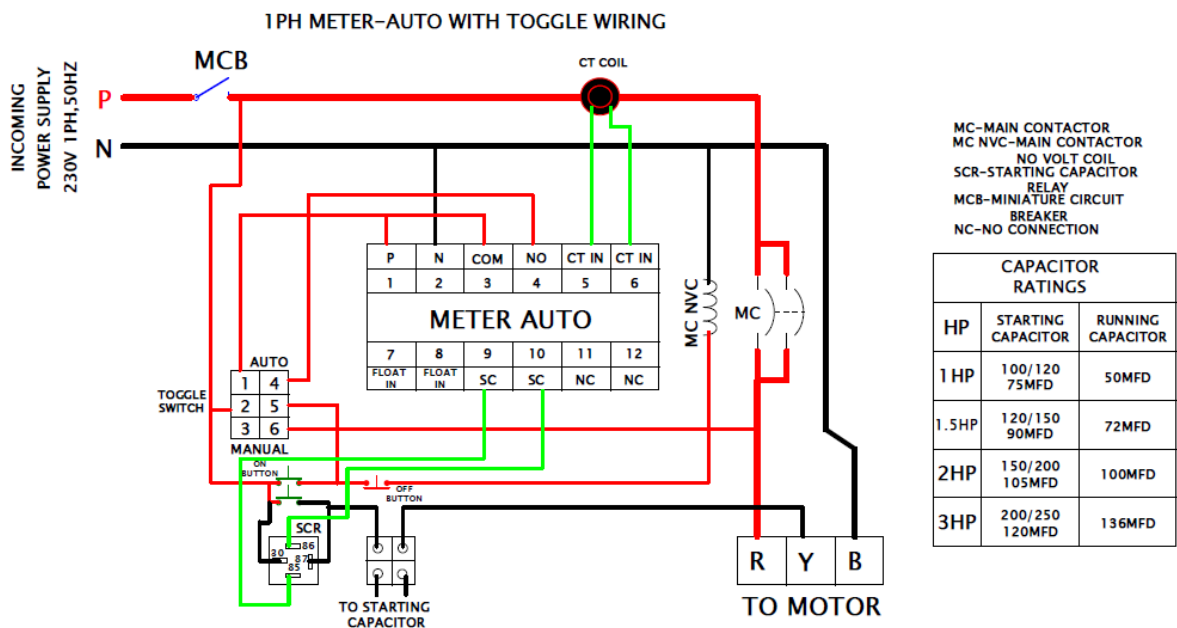 1PH METER-AUTO WITH TOGGLE WIRING
INCOMING
POWER SUPPLY
230V 1PH,50HZ
P
N
MCB
CT COIL
MC-MAIN CONTACTOR
MC NVC-MAIN CONTACTOR
NO VOLT COIL
SCR-STARTING CAPACITOR
RELAY
MCB-MINIATURE CIRCUIT
BREAKER
NC-NO CONNECTION
P N COM NO CT IN CT IN
1 2 3 4 5 6
METER AUTO
7 8 9 10 11 12
FLOAT IN FLOAT IN SC SC NC NC
MC NVC
MC
AUTO
TOGGLE
SWITCH
1 4
2 5
3 6
MANUAL
ON
BUTTON
OFF
BUTTON
SCR
86
30
87
85
TO STARTING
CAPACITOR
R Y B
TO MOTOR
CAPACITOR
RATINGS
HP STARTING CAPACITOR RUNNING CAPACITOR
1HP 100/120 75MFD 50MFD
1.5HP 120/150 90MFD 72MFD
2HP 150/200 105MFD 100MFD
3HP 200/250 120MFD 136MFD